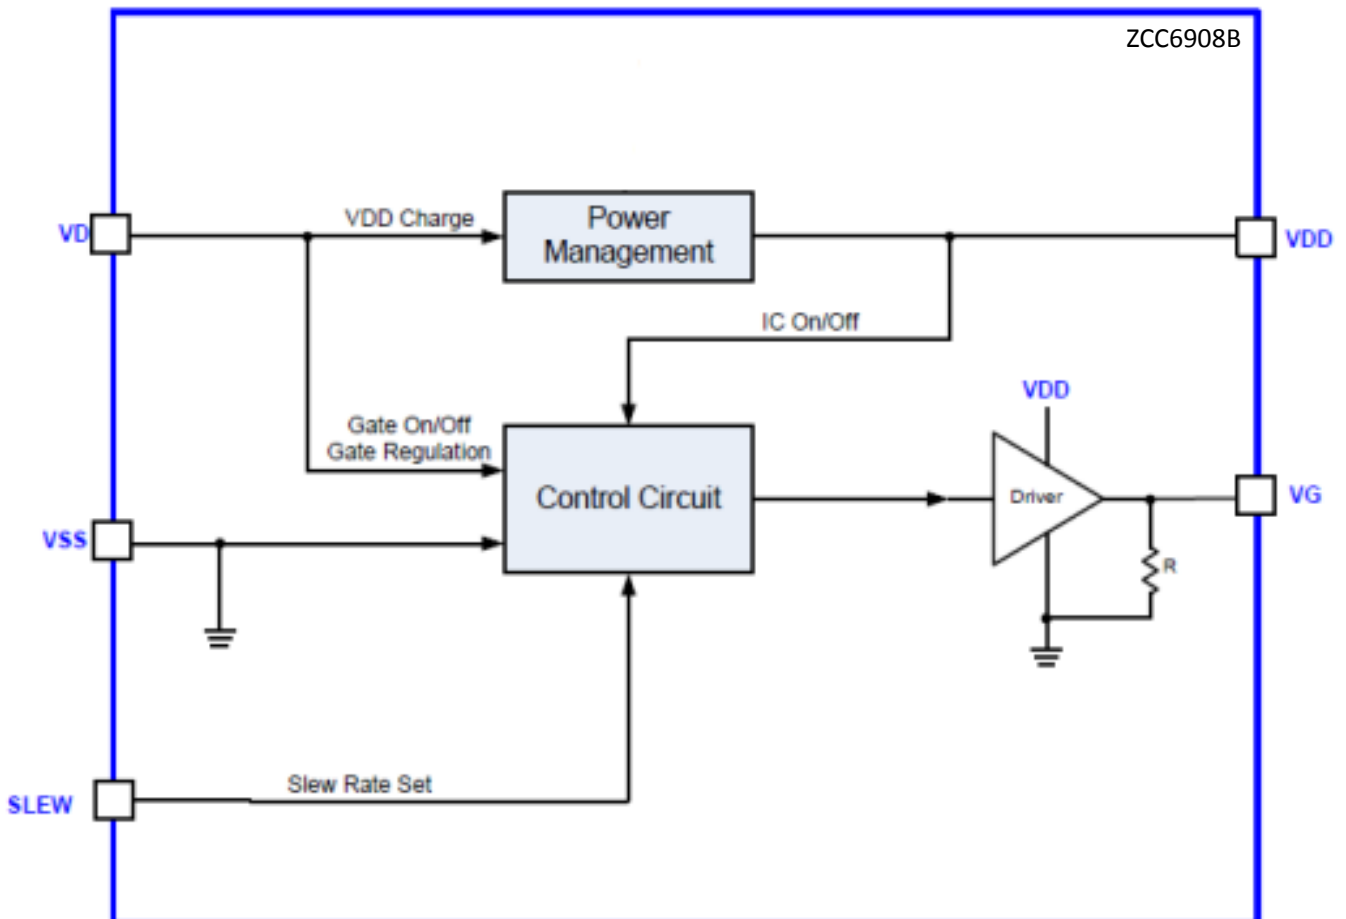 ZCC6908B
VD
VDD Charge
Power
Management
VDD
IC On/Off
VDD
Gate On/Off
Gate Regulation
Control Circuit
Driver
VG
VSS
R
Slew Rate Set
SLEW